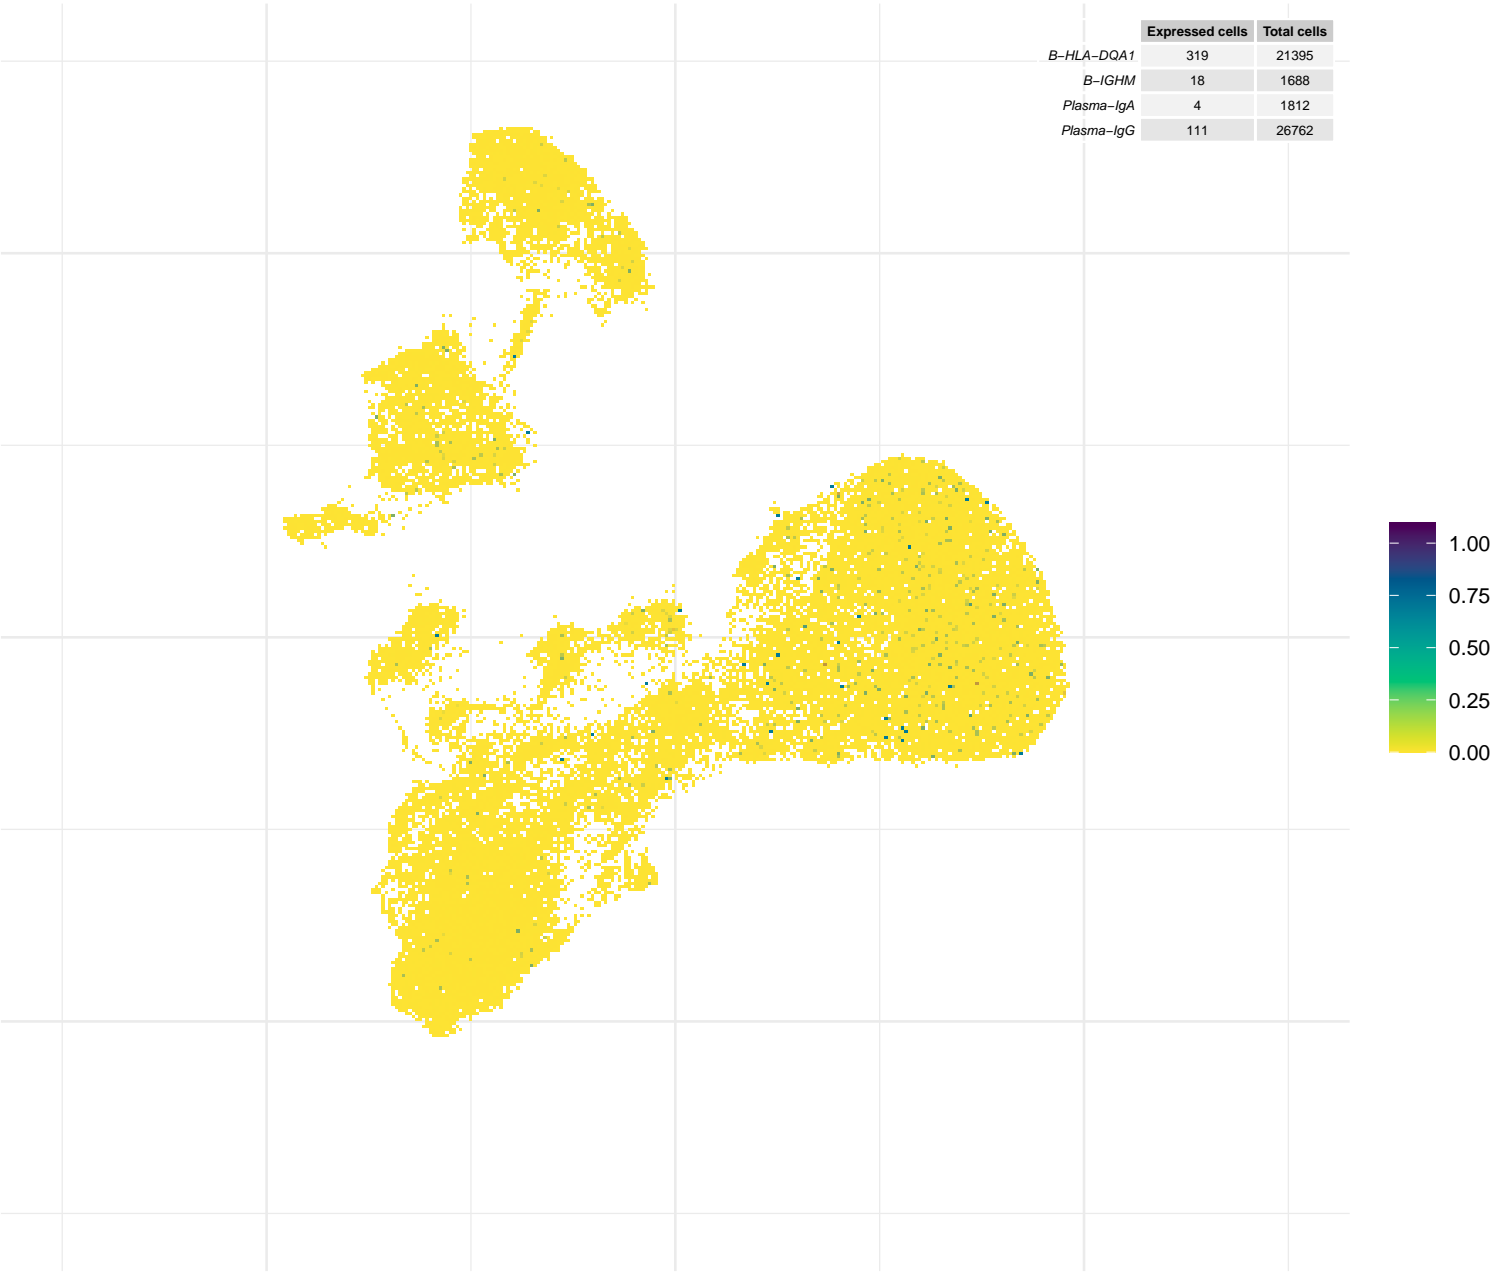 Expressed cells Total cells
B−HLA−DQA1 319 21395
B−IGHM 18 1688
Plasma−IgA 4 1812
Plasma−IgG 111 26762
1.00
0.75
0.50
0.25
0.00